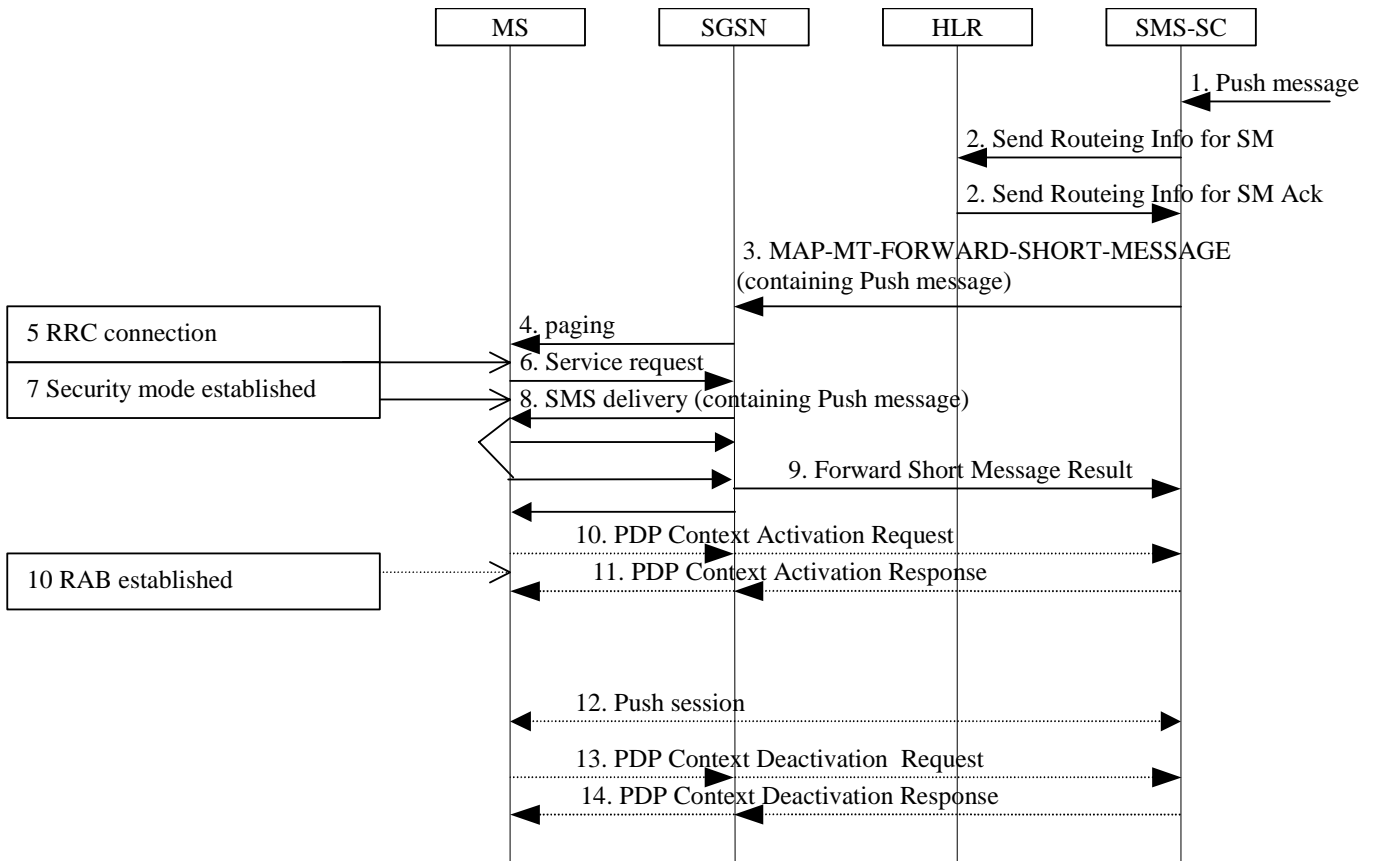 MS
SGSN
HLR
SMS-SC
1. Push message
2. Send Routeing Info for SM
2. Send Routeing Info for SM Ack
3. MAP-MT-FORWARD-SHORT-MESSAGE
(containing Push message)
5 RRC connection
4. paging
6. Service request
7 Security mode established
8. SMS delivery (containing Push message)
9. Forward Short Message Result
10. PDP Context Activation Request
10 RAB established
11. PDP Context Activation Response
12. Push session
13. PDP Context Deactivation Request
14. PDP Context Deactivation Response